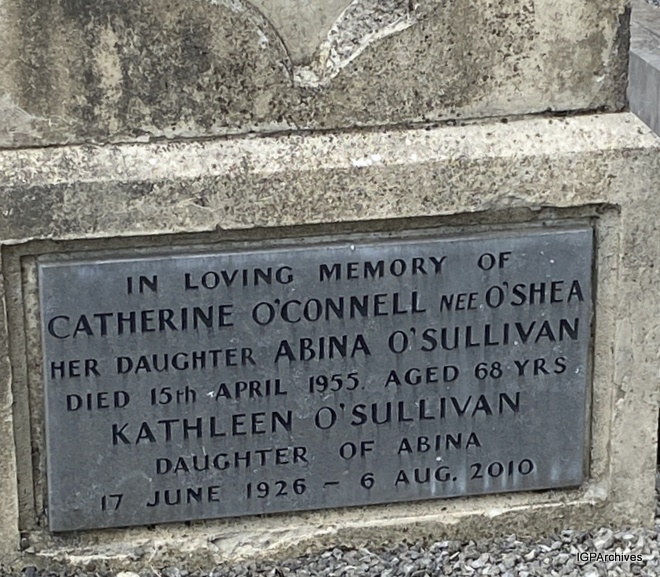 IN LOVING MEMORY OF
CATHERINE O'CONNELL NEE O'SHEA
HER DAUGHTER ABINA O'SULLIVAN
DIED 15th APRIL 1955. AGED 68 YRS
KATHLEEN O'SULLIVAN
DAUGHTER OF ABINA
17 JUNE 1926 – 6 AUG. 2010
IGPArchives